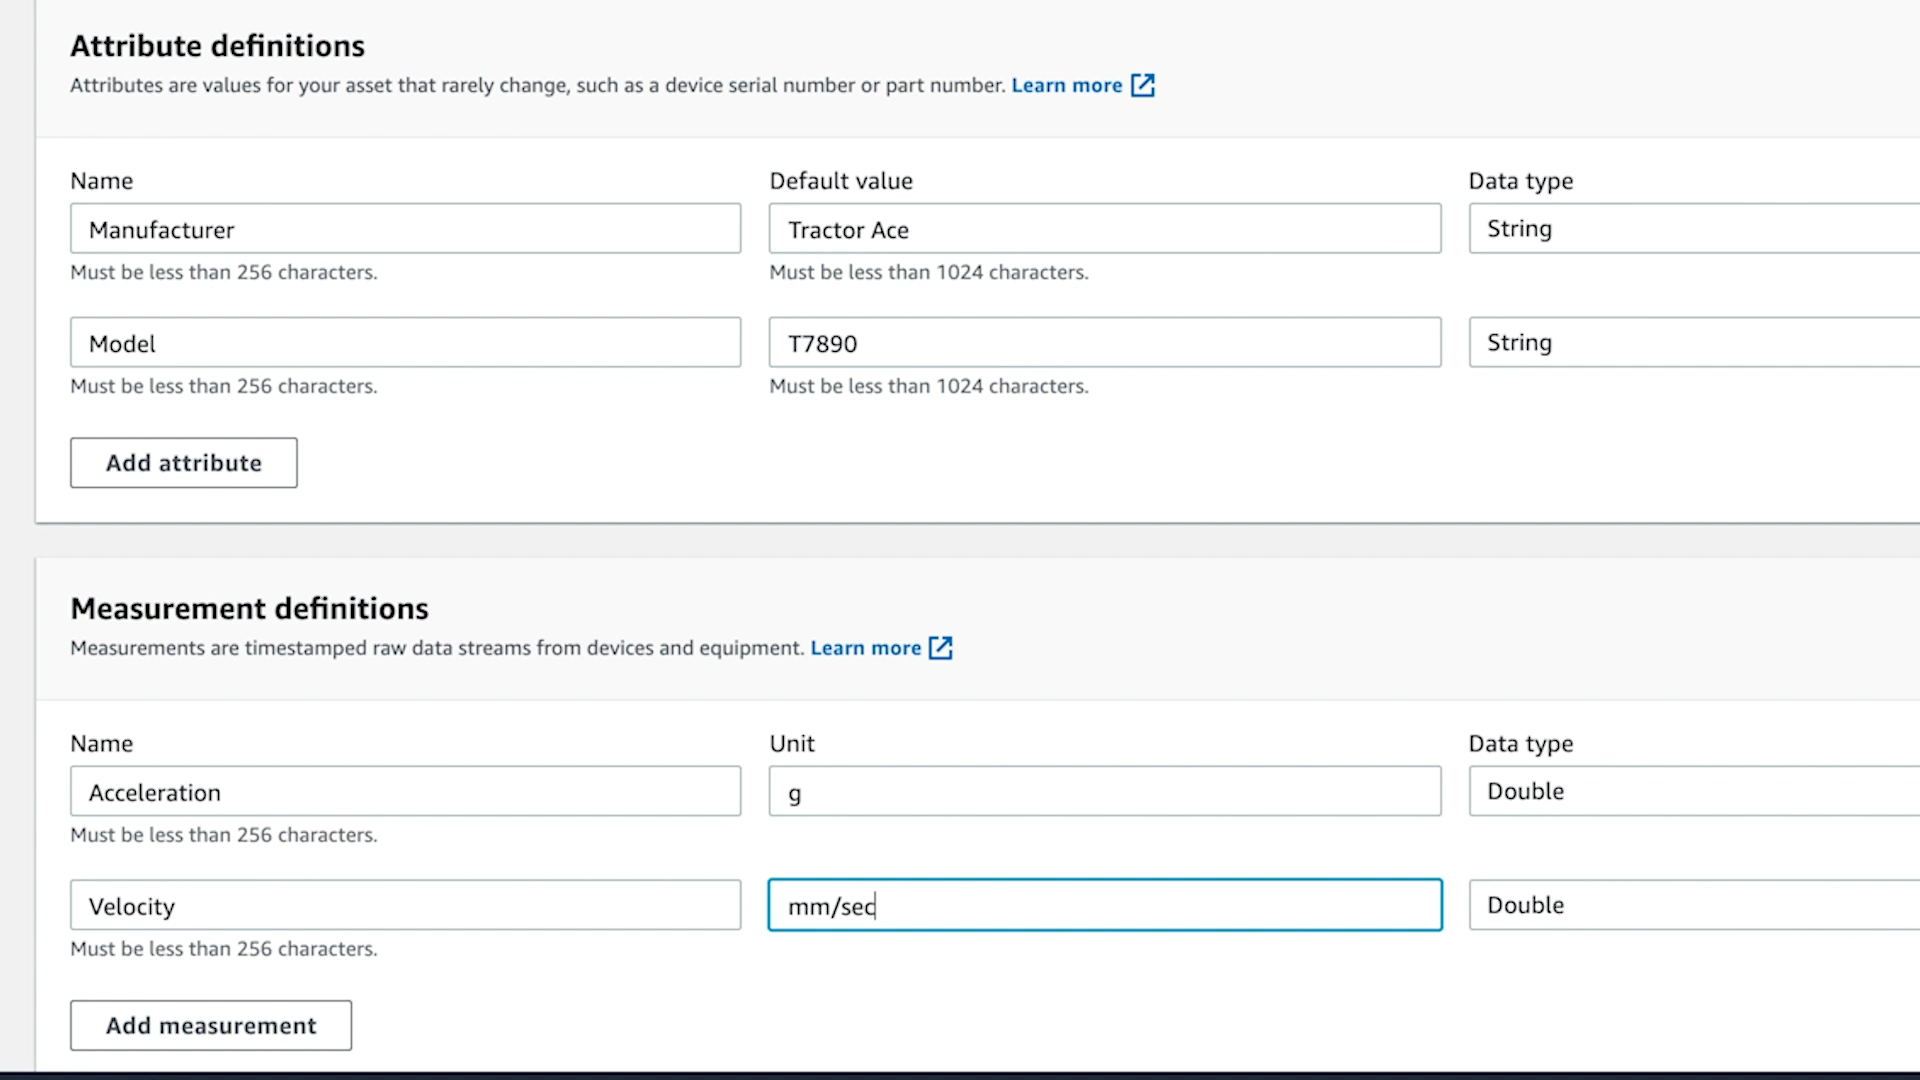 Attribute definitions
Attributes are values for your asset that rarely change, such as a device serial number or part number. Learn more
Name Default value Data type
Manufacturer Tractor Ace String
Must be less than 256 characters. Must be less than 1024 characters.
Model T7890 String
Must be less than 256 characters. Must be less than 1024 characters.
Add attribute
Measurement definitions
Measurements are timestamped raw data streams from devices and equipment. Learn more
Name Unit Data type
Acceleration g Double
Must be less than 256 characters.
Velocity mm/sec Double
Must be less than 256 characters.
Add measurement